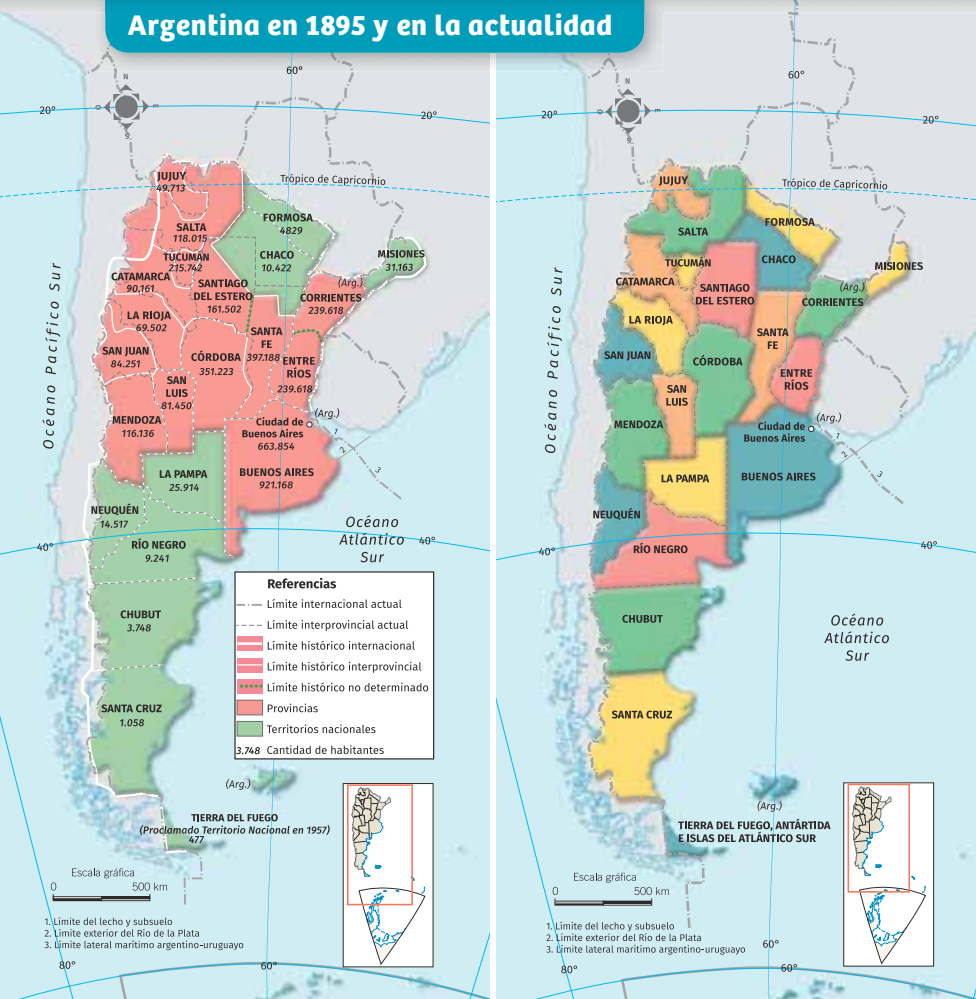 Argentina en 1895 y en la actualidad
60°
N
O
E
S
20°
20°
Trópico de Capricornio
JUJUY
49.713
SALTA
118.015
FORMOSA
4829
TUCUMÁN
215.742
CHACO
10.422
MISIONES
31.163
CATAMARCA
90.161
SANTIAGO
DEL ESTERO
161.502
(Arg.)
CORRIENTES
239.618
LA RIOJA
69.502
SANTA
FE
397.188
SAN JUAN
84.251
CÓRDOBA
351.223
ENTRE
RÍOS
239.618
SAN
LUIS
81.450
MENDOZA
116.136
(Arg.)
Ciudad de
Buenos Aires
663.854
1
2
3
LA PAMPA
25.914
BUENOS AIRES
921.168
NEUQUÉN
14.517
RÍO NEGRO
9.241
Océano Pacífico Sur
Océano
Atlántico
Sur
40°
40°
CHUBUT
3.748
SANTA CRUZ
1.058
Referencias
Límite internacional actual
Límite interprovincial actual
Límite histórico internacional
Límite histórico interprovincial
Límite histórico no determinado
Provincias
Territorios nacionales
3.748 Cantidad de habitantes
(Arg.)
TIERRA DEL FUEGO
(Proclamado Territorio Nacional en 1957)
477
Escala gráfica
0 500 km
1. Límite del lecho y subsuelo
2. Límite exterior del Río de la Plata
3. Límite lateral marítimo argentino-uruguayo
80°
60°
60°
N
O
E
S
20°
20°
Trópico de Capricornio
JUJUY
SALTA
FORMOSA
TUCUMÁN
CHACO
MISIONES
CATAMARCA
SANTIAGO
DEL ESTERO
(Arg.)
CORRIENTES
LA RIOJA
SANTA
FE
SAN JUAN
CÓRDOBA
ENTRE
RÍOS
SAN
LUIS
MENDOZA
(Arg.)
Ciudad de
Buenos Aires
1
2
3
LA PAMPA
BUENOS AIRES
NEUQUÉN
RÍO NEGRO
Océano Pacífico Sur
40°
40°
CHUBUT
Océano
Atlántico
Sur
SANTA CRUZ
(Arg.)
TIERRA DEL FUEGO, ANTÁRTIDA
E ISLAS DEL ATLÁNTICO SUR
Escala gráfica
0 500 km
1. Límite del lecho y subsuelo
2. Límite exterior del Río de la Plata
3. Límite lateral marítimo argentino-uruguayo
60°
80°
60°